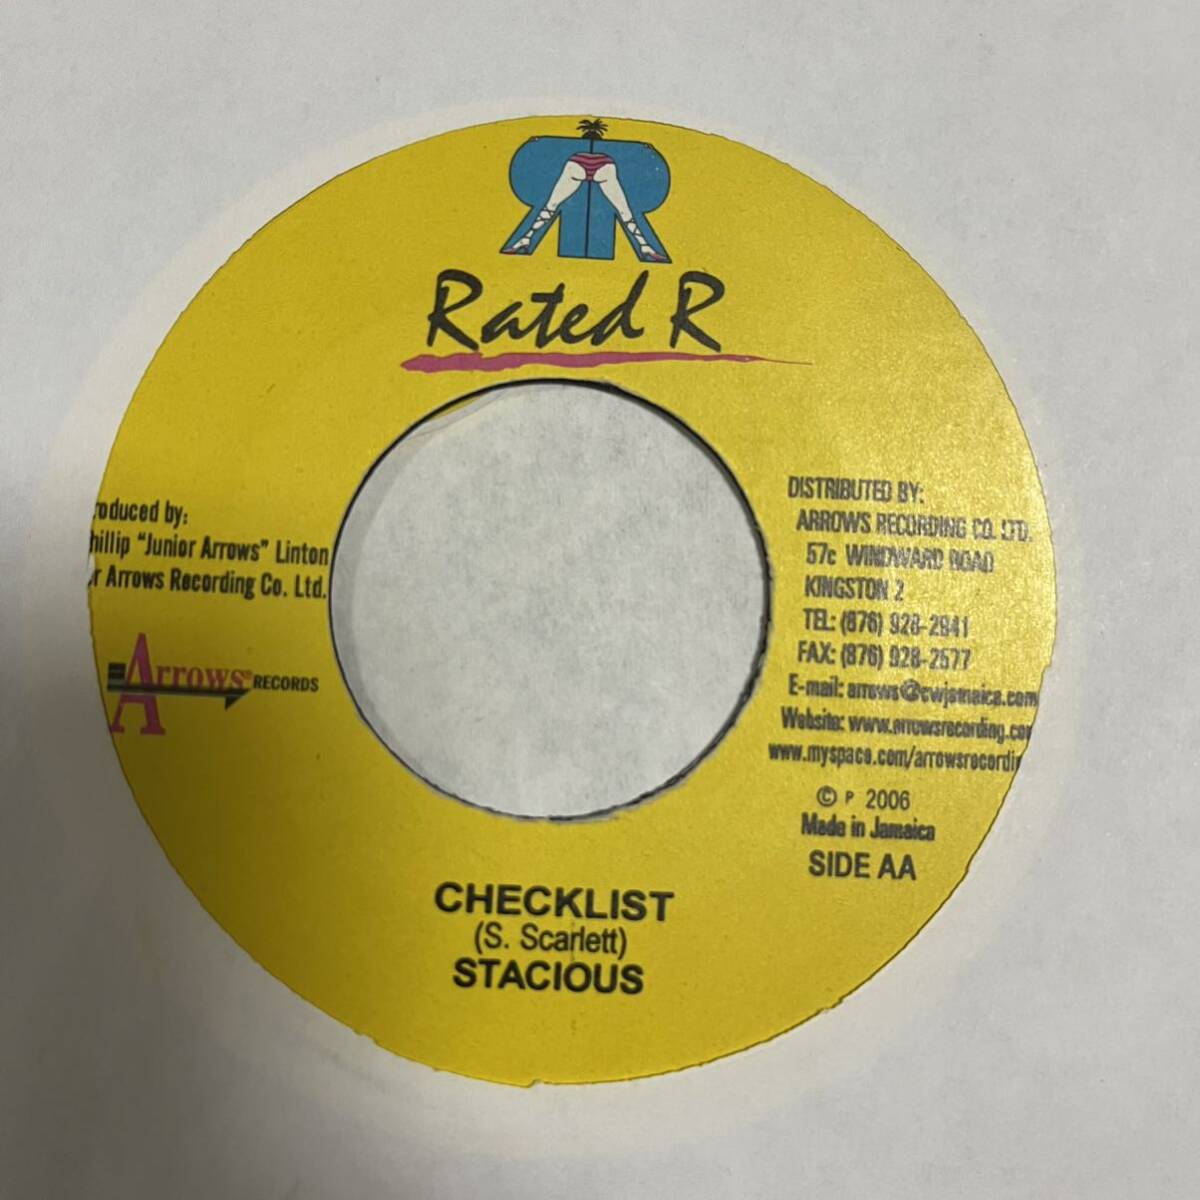 Rated R
roduced by:
hillip "Junior Arrows" Linton
r Arrows Recording Co. Ltd.
Arrows® RECORDS
DISTRIBUTED BY:
ARROWS RECORDING CO. LTD.
57c WINDWARD ROAD
KINGSTON 2
TEL: (876) 928-2941
FAX: (876) 928-2577
E-mail: arrows@cwjamaica.com
Website: www.arrowsrecording.co
www.myspace.com/arrowsrecordin
© P 2006
Made in Jamaica
SIDE AA
CHECKLIST
(S. Scarlett)
STACIOUS